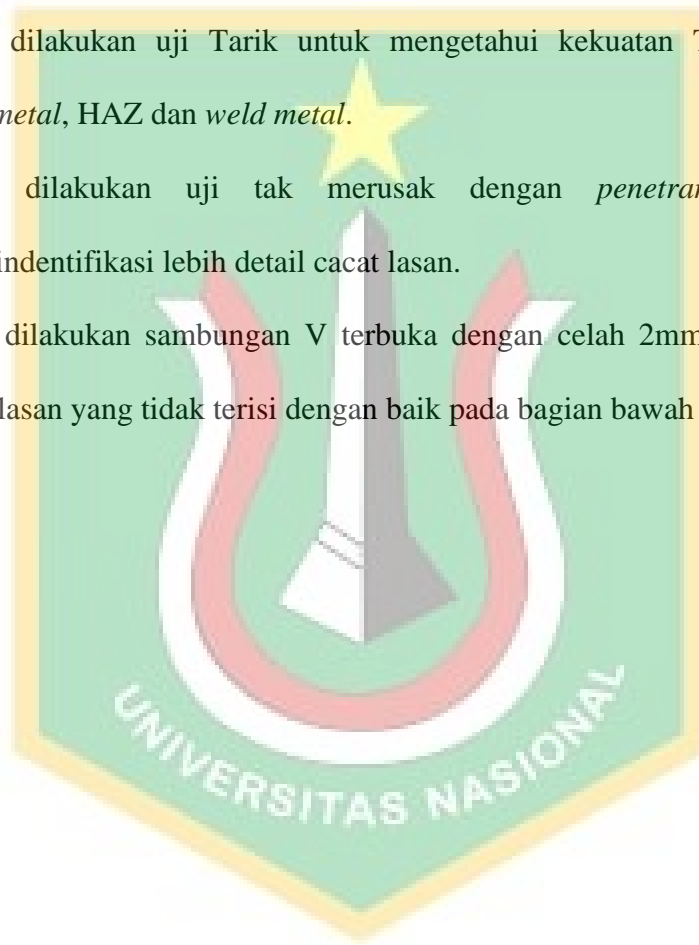 dilakukan uji Tarik untuk mengetahui kekuatan
metal, HAZ dan weld metal.
dilakukan uji tak merusak dengan
indentifikasi lebih detail cacat lasan.
dilakukan sambungan V terbuka dengan celah 2mm
lasan yang tidak terisi dengan baik pada bagian bawah
UNIVERSITAS NASIONAL